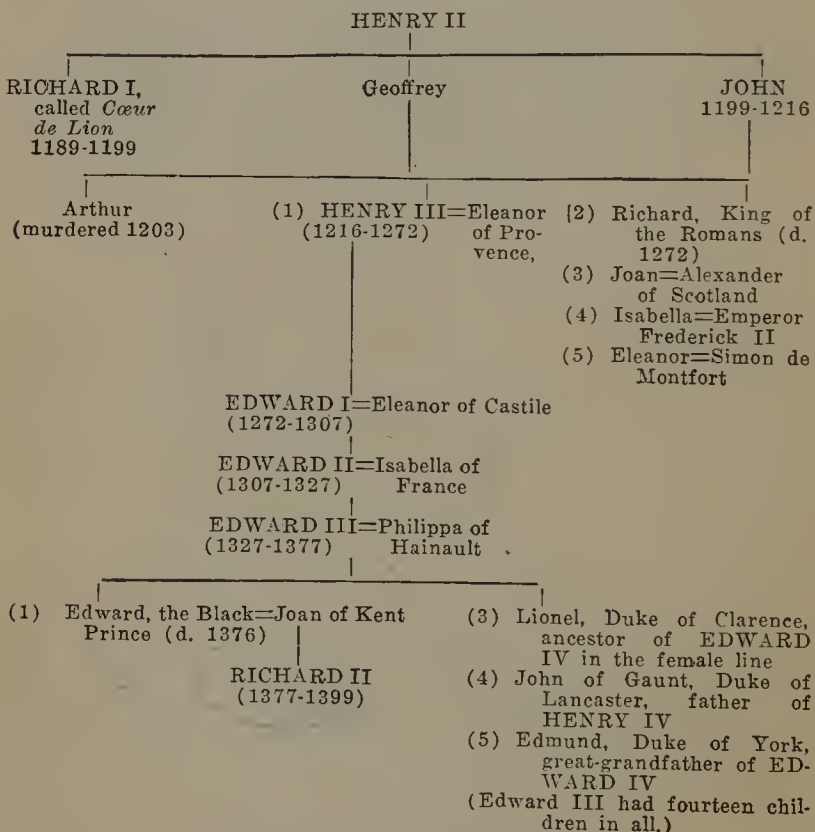 HENRY II
RICHARD I,
called Cœur
de Lion
1189-1199
Geoffrey
JOHN
1199-1216
Arthur
(murdered 1203)
(1) HENRY III=Eleanor
(1216-1272) of Pro-
vence,
(2) Richard, King of
the Romans (d.
1272)
(3) Joan=Alexander
of Scotland
(4) Isabella=Emperor
Frederick II
(5) Eleanor=Simon de
Montfort
EDWARD I=Eleanor of Castile
(1272-1307)
EDWARD II=Isabella of
(1307-1327) France
EDWARD III=Philippa of
(1327-1377) Hainault
(1) Edward, the Black=Joan of Kent
Prince (d. 1376)
RICHARD II
(1377-1399)
(3) Lionel, Duke of Clarence,
ancestor of EDWARD
IV in the female line
(4) John of Gaunt, Duke of
Lancaster, father of
HENRY IV
(5) Edmund, Duke of York,
great-grandfather of ED-
WARD IV
(Edward III had fourteen chil-
dren in all.)